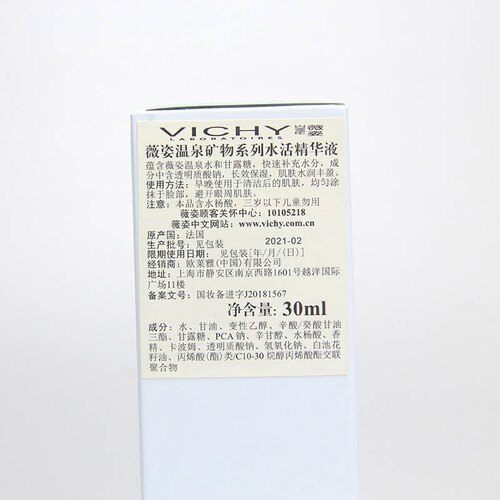 VICHY 薇姿
LABORATOIRES
薇姿温泉矿物系列水活精华液
蕴含薇姿温泉水和甘露糖，快速补充水分，成
分中含透明质酸钠，长效保湿，肌肤水润丰盈。
使用方法：早晚使用于清洁后的肌肤，均匀涂
抹于脸部，避开眼周肌肤。
注意：本品含水杨酸，三岁以下儿童勿用
薇姿顾客关怀中心：10105218
薇姿中文网站：www.vichy.com.cn
原产国：法国
生产批号：见包装 2021-02
限期使用日期：见包装[年/月/(日)]
经销商：欧莱雅(中国)有限公司
地址：上海市静安区南京西路1601号越洋国际
广场11楼
备案文号：国妆备进字J20181567
净含量：30ml
成分：水、甘油、变性乙醇、辛酸/癸酸甘油
三酯、甘露糖、PCA钠、辛甘醇、水杨酸、香
精、卡波姆、透明质酸钠、氢氧化钠、白池花
籽油、丙烯酸(酯)类/C10-30 烷醇丙烯酸酯交联
聚合物